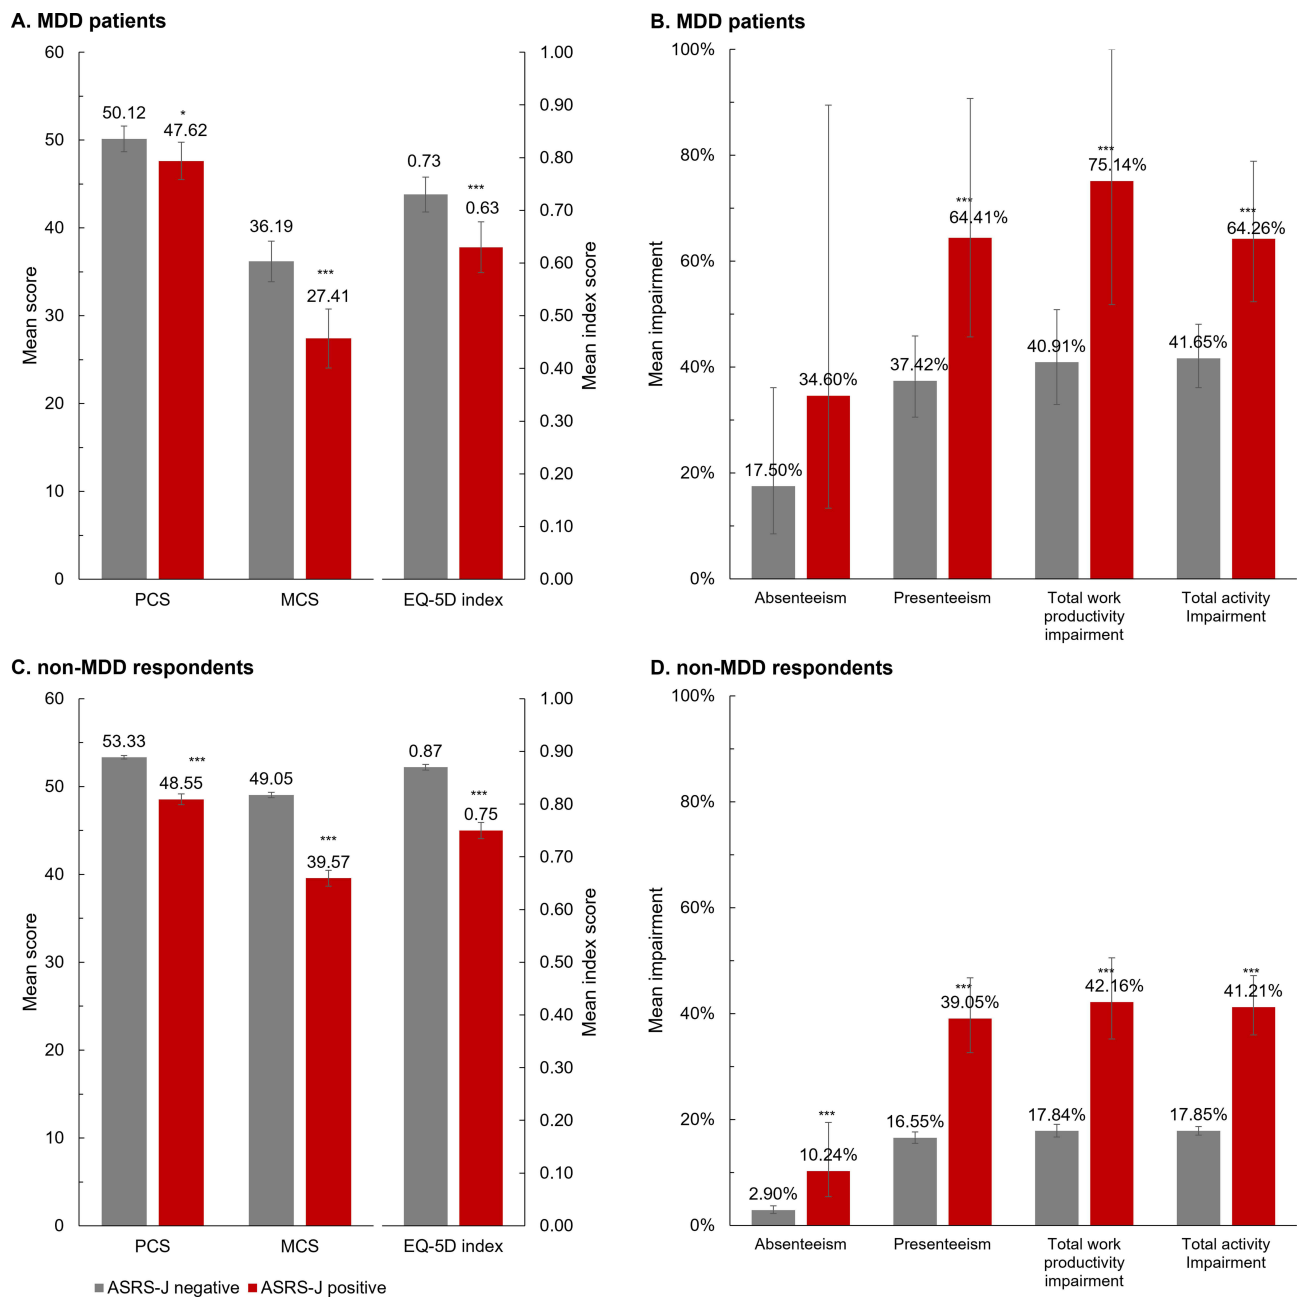 A. MDD patients
B. MDD patients
60
50
40
30
20
10
0
Mean score
1.00
0.90
0.80
0.70
0.60
0.50
0.40
0.30
0.20
0.10
0.00
Mean index score
50.12
*
47.62
36.19
***
27.41
0.73
***
0.63
PCS
MCS
EQ-5D index
100%
80%
60%
40%
20%
0%
Mean impairment
17.50%
34.60%
37.42%
***
64.41%
40.91%
***
75.14%
41.65%
***
64.26%
Absenteeism
Presenteeism
Total work
productivity
impairment
Total activity
Impairment
C. non-MDD respondents
D. non-MDD respondents
60
50
40
30
20
10
0
Mean score
1.00
0.90
0.80
0.70
0.60
0.50
0.40
0.30
0.20
0.10
0.00
Mean index score
53.33
***
48.55
49.05
***
39.57
0.87
***
0.75
PCS
MCS
EQ-5D index
100%
80%
60%
40%
20%
0%
Mean impairment
2.90%
***
10.24%
16.55%
***
39.05%
17.84%
***
42.16%
17.85%
***
41.21%
Absenteeism
Presenteeism
Total work
productivity
impairment
Total activity
Impairment
ASRS-J negative
ASRS-J positive